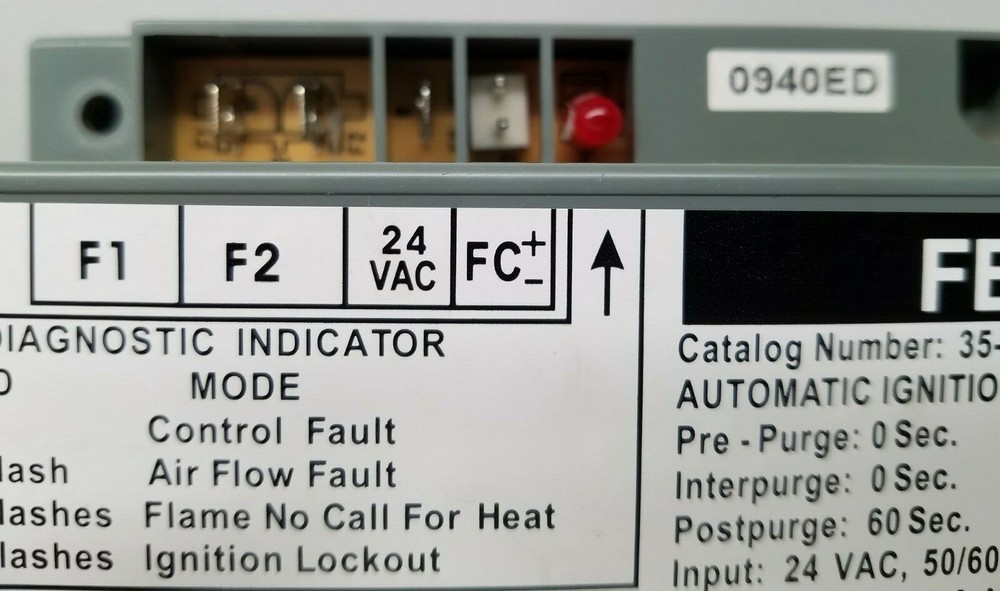 0940ED
F1 F2 24 VAC FC+-
FE
DIAGNOSTIC INDICATOR
MODE
Control Fault
lash Air Flow Fault
lashes Flame No Call For Heat
lashes Ignition Lockout
Catalog Number: 35-
AUTOMATIC IGNITIO
Pre - Purge: 0 Sec.
Interpurge: 0 Sec.
Postpurge: 60 Sec.
Input: 24 VAC, 50/60